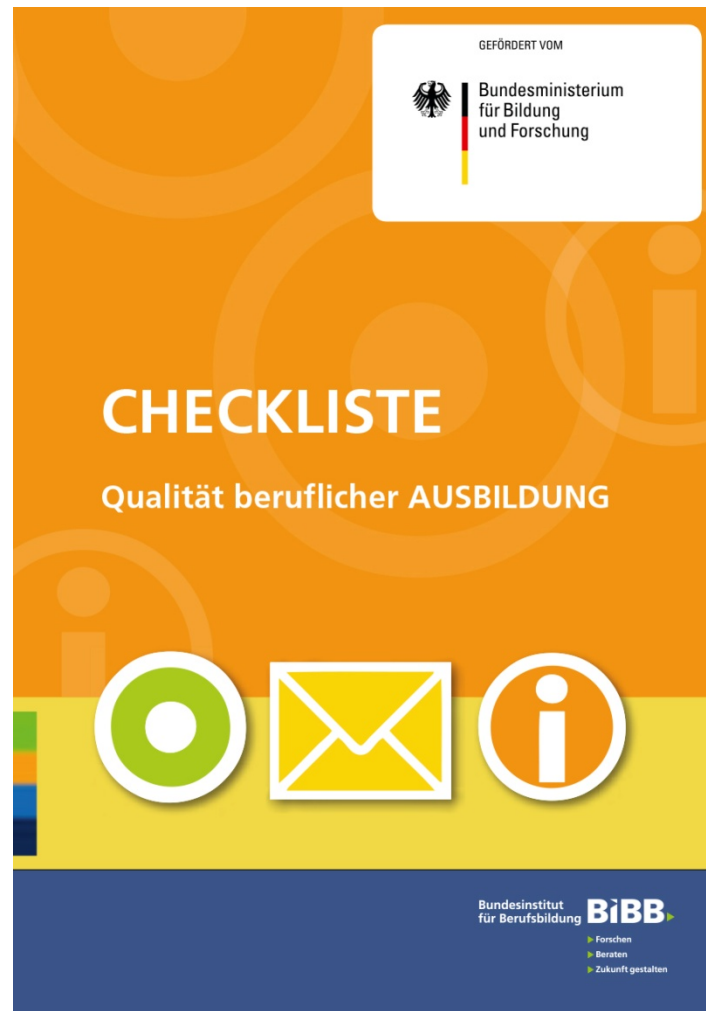 GEFÖRDERT VOM
Bundesministerium
für Bildung
und Forschung
CHECKLISTE
Qualität beruflicher AUSBILDUNG
Bundesinstitut
für Berufsbildung
BiBB
Forschen
Beraten
Zukunft gestalten